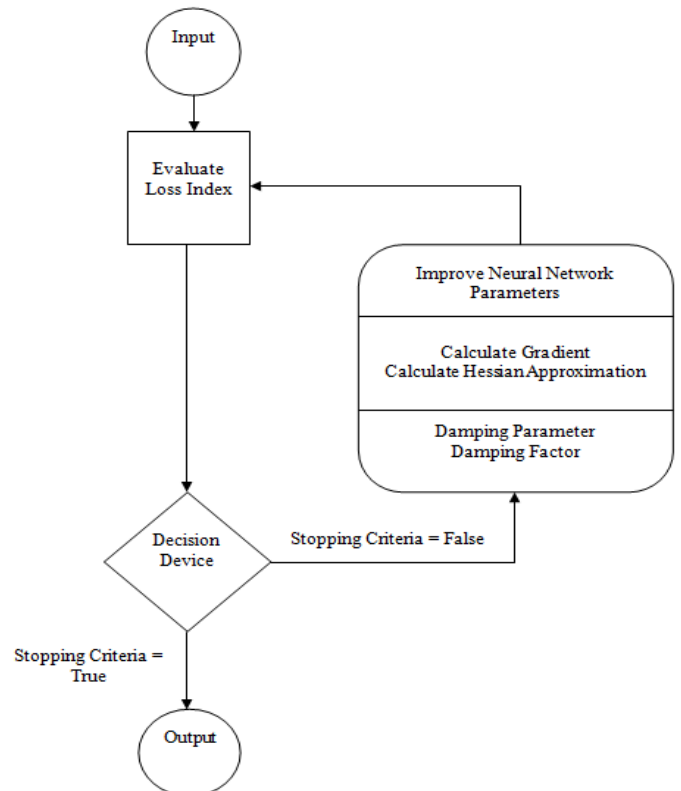 Input
Evaluate
Loss Index
Improve Neural Network
Parameters
Calculate Gradient
Calculate Hessian Approximation
Damping Parameter
Damping Factor
Decision
Device
Stopping Criteria = False
Stopping Criteria =
True
Output